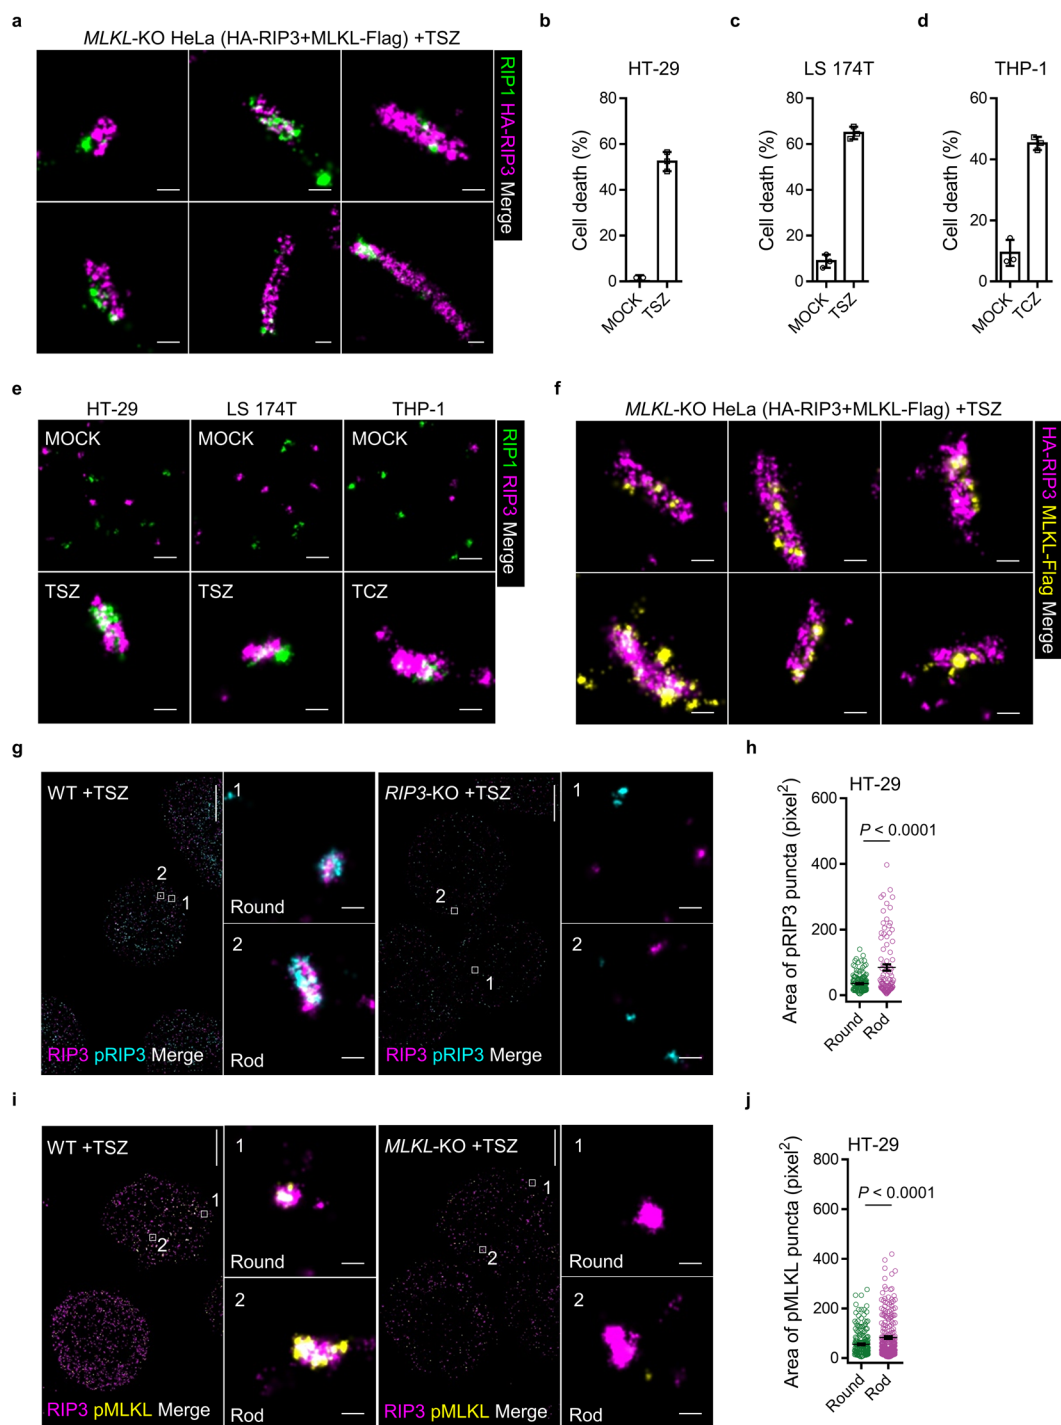 a
MLKL-KO HeLa (HA-RIP3+MLKL-Flag) +TSZ
RIP1 HA-RIP3 Merge
b
HT-29
Cell death (%)
80
60
40
20
0
MOCK
TSZ
c
LS 174T
Cell death (%)
80
60
40
20
0
MOCK
TSZ
d
THP-1
Cell death (%)
60
40
20
0
MOCK
TCZ
e
HT-29
LS 174T
THP-1
MOCK
MOCK
MOCK
TSZ
TSZ
TCZ
RIP1 RIP3 Merge
f
MLKL-KO HeLa (HA-RIP3+MLKL-Flag) +TSZ
HA-RIP3 MLKL-Flag Merge
g
WT +TSZ
2
1
RIP3 pRIP3 Merge
1
Round
2
Rod
RIP3-KO +TSZ
2
1
RIP3 pRIP3 Merge
1
2
h
HT-29
P < 0.0001
Area of pRIP3 puncta (pixel²)
600
400
200
0
Round
Rod
i
WT +TSZ
1
2
RIP3 pMLKL Merge
1
Round
2
Rod
MLKL-KO +TSZ
1
2
RIP3 pMLKL Merge
1
Round
2
Rod
j
HT-29
P < 0.0001
Area of pMLKL puncta (pixel²)
800
600
400
200
0
Round
Rod